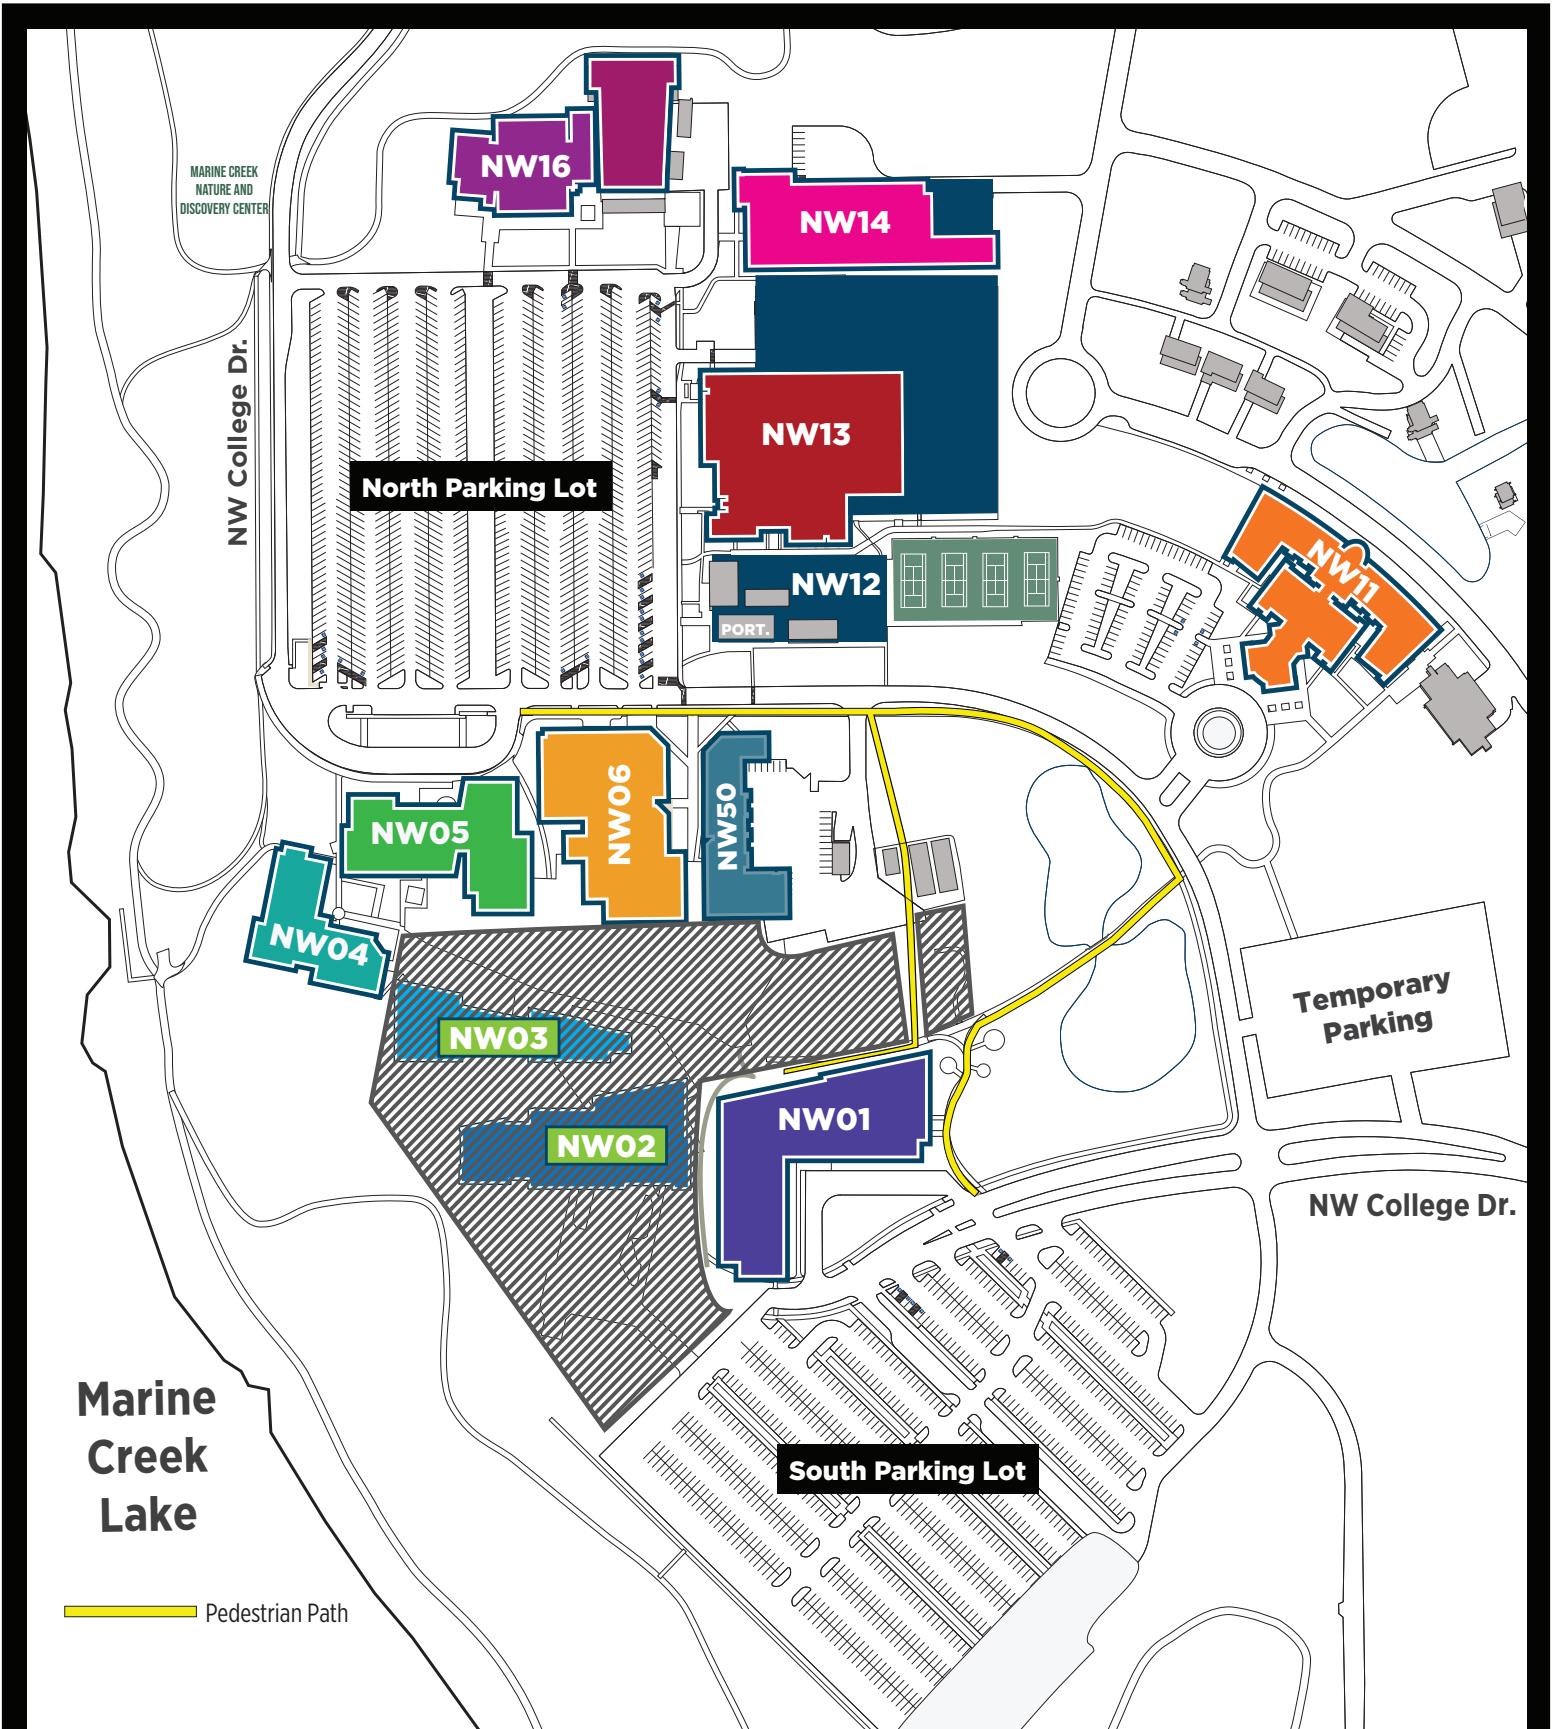 NW16
MARINE CREEK
NATURE AND
DISCOVERY CENTER
NW14
NW College Dr.
NW13
North Parking Lot
NW11
NW12
PORT.
NW06
NW50
NW05
NW04
Temporary
Parking
NW03
NW01
NW02
NW College Dr.
Marine
Creek
Lake
South Parking Lot
Pedestrian Path